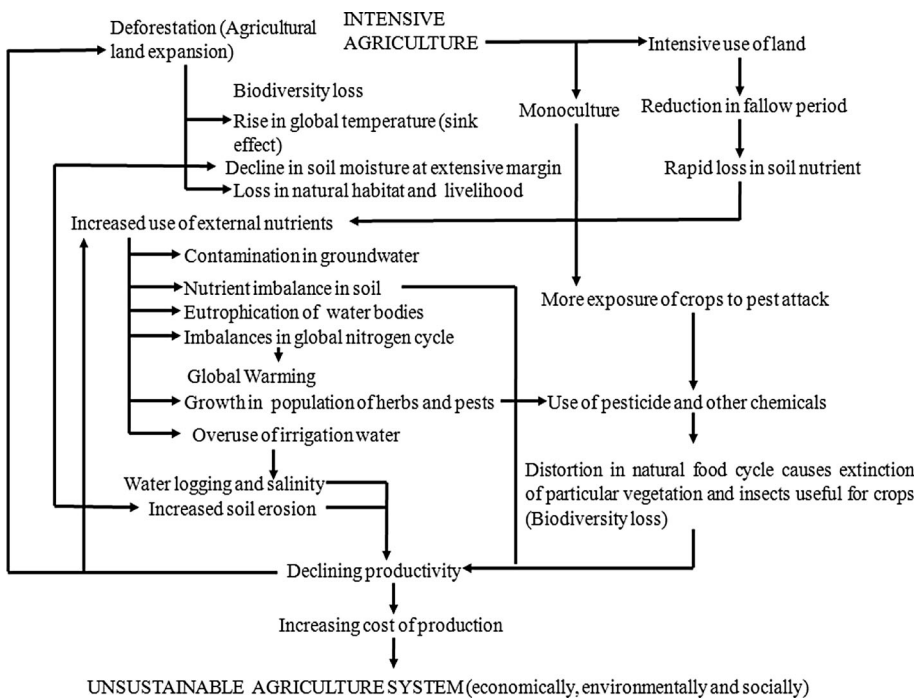 Deforestation (Agricultural
land expansion)
INTENSIVE
AGRICULTURE
Intensive use of land
Biodiversity loss
Rise in global temperature (sink
effect)
Decline in soil moisture at extensive margin
Loss in natural habitat and livelihood
Monoculture
Reduction in fallow period
Rapid loss in soil nutrient
Increased use of external nutrients
Contamination in groundwater
Nutrient imbalance in soil
Eutrophication of water bodies
Imbalances in global nitrogen cycle
Global Warming
Growth in population of herbs and pests
Overuse of irrigation water
More exposure of crops to pest attack
Use of pesticide and other chemicals
Distortion in natural food cycle causes extinction
of particular vegetation and insects useful for crops
(Biodiversity loss)
Water logging and salinity
Increased soil erosion
Declining productivity
Increasing cost of production
UNSUSTAINABLE AGRICULTURE SYSTEM (economically, environmentally and socially)